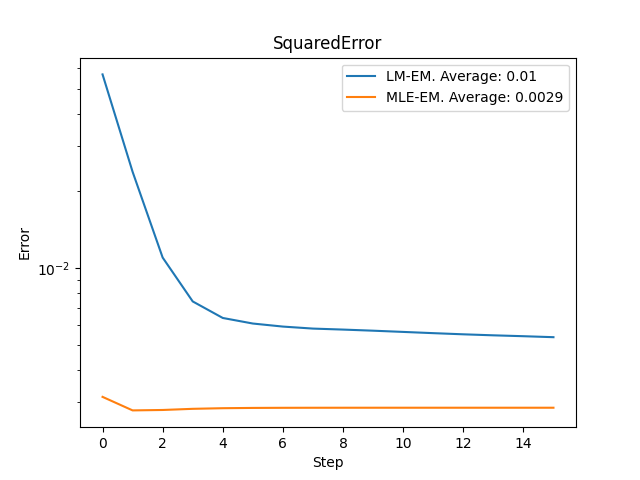 SquaredError
LM-EM. Average: 0.01
MLE-EM. Average: 0.0029
Error
10⁻²
0 2 4 6 8 10 12 14
Step